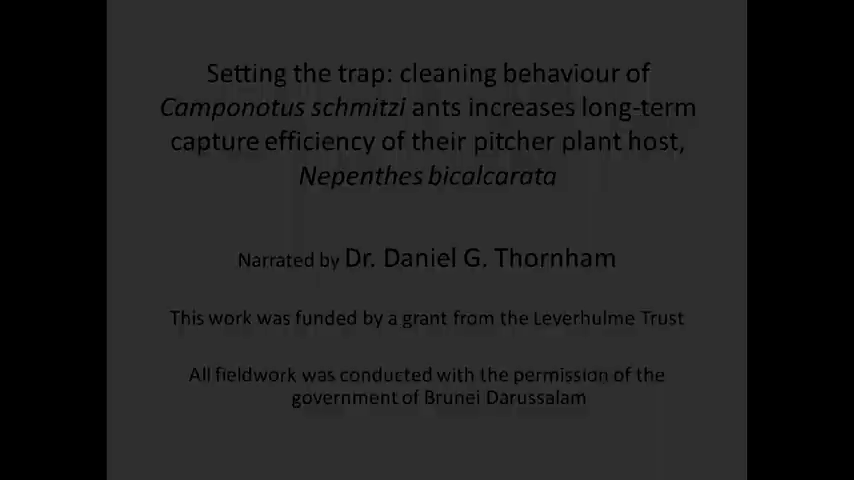 Setting the trap: cleaning behaviour of
Camponotus schmitzi ants increases long-term
capture efficiency of their pitcher plant host,
Nepenthes bicalcarata
Narrated by Dr. Daniel G. Thornham
This work was funded by a grant from the Leverhulme Trust
All fieldwork was conducted with the permission of the
government of Brunei Darussalam